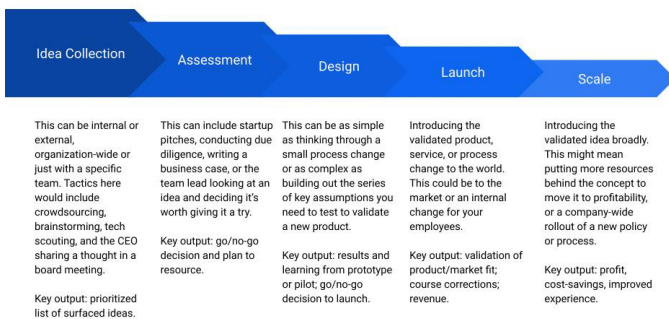 Idea Collection
Assessment
Design
Launch
Scale
This can be internal or
external,
organization-wide or
just with a specific
team. Tactics here
would include
crowdsourcing,
brainstorming, tech
scouting, and the CEO
sharing a thought in a
board meeting.
Key output: prioritized
list of surfaced ideas.
This can include startup
pitches, conducting due
diligence, writing a
business case, or the
team lead looking at an
idea and deciding it's
worth giving it a try.
Key output: go/no-go
decision and plan to
resource.
This can be as simple
as thinking through a
small process change
or as complex as
building out the series
of key assumptions you
need to test to validate
a new product.
Key output: results and
learning from prototype
or pilot; go/no-go
decision to launch.
Introducing the
validated product,
service, or process
change to the world.
This could be to the
market or an internal
change for your
employees.
Key output: validation of
product/market fit;
course corrections;
revenue.
Introducing the
validated idea broadly.
This might mean
putting more resources
behind the concept to
move it to profitability,
or a company-wide
rollout of a new policy
or process.
Key output: profit,
cost-savings, improved
experience.